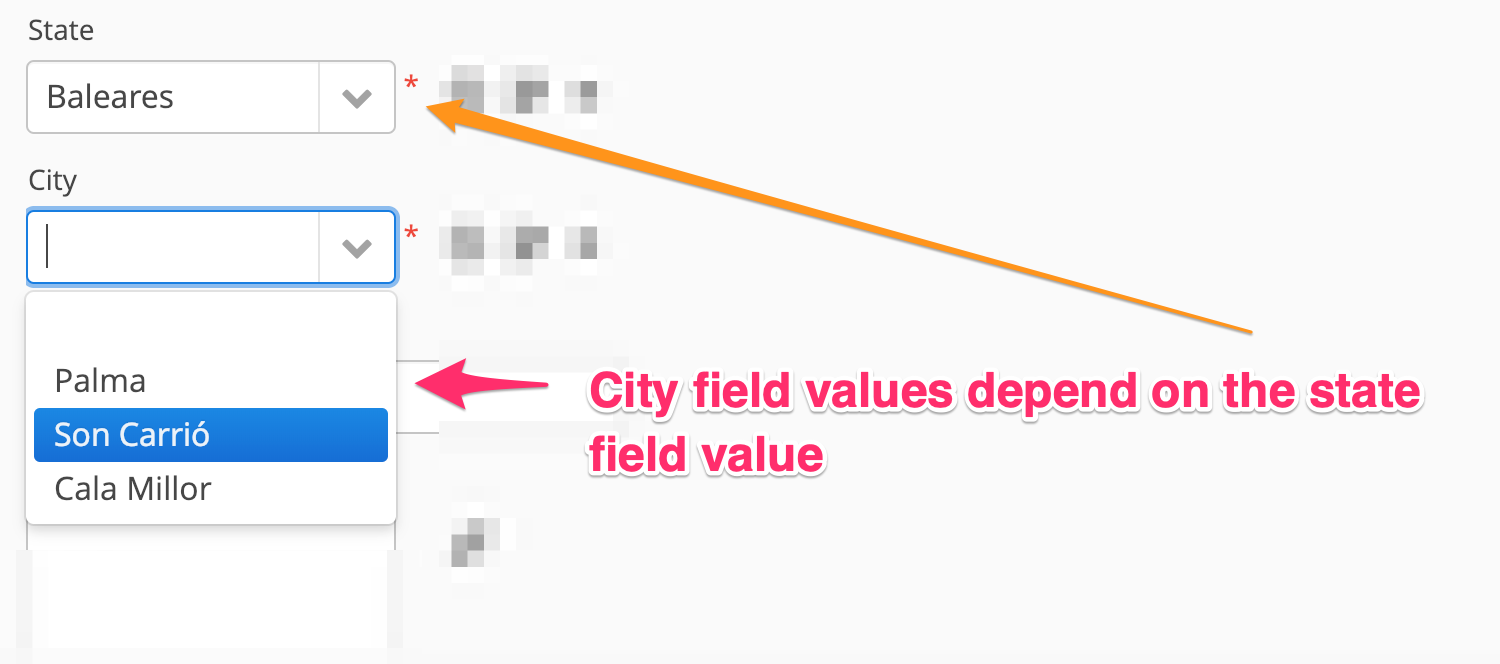 State
Baleares
*
City
*
Palma
Son Carrió
Cala Millor
City field values depend on the state
field value